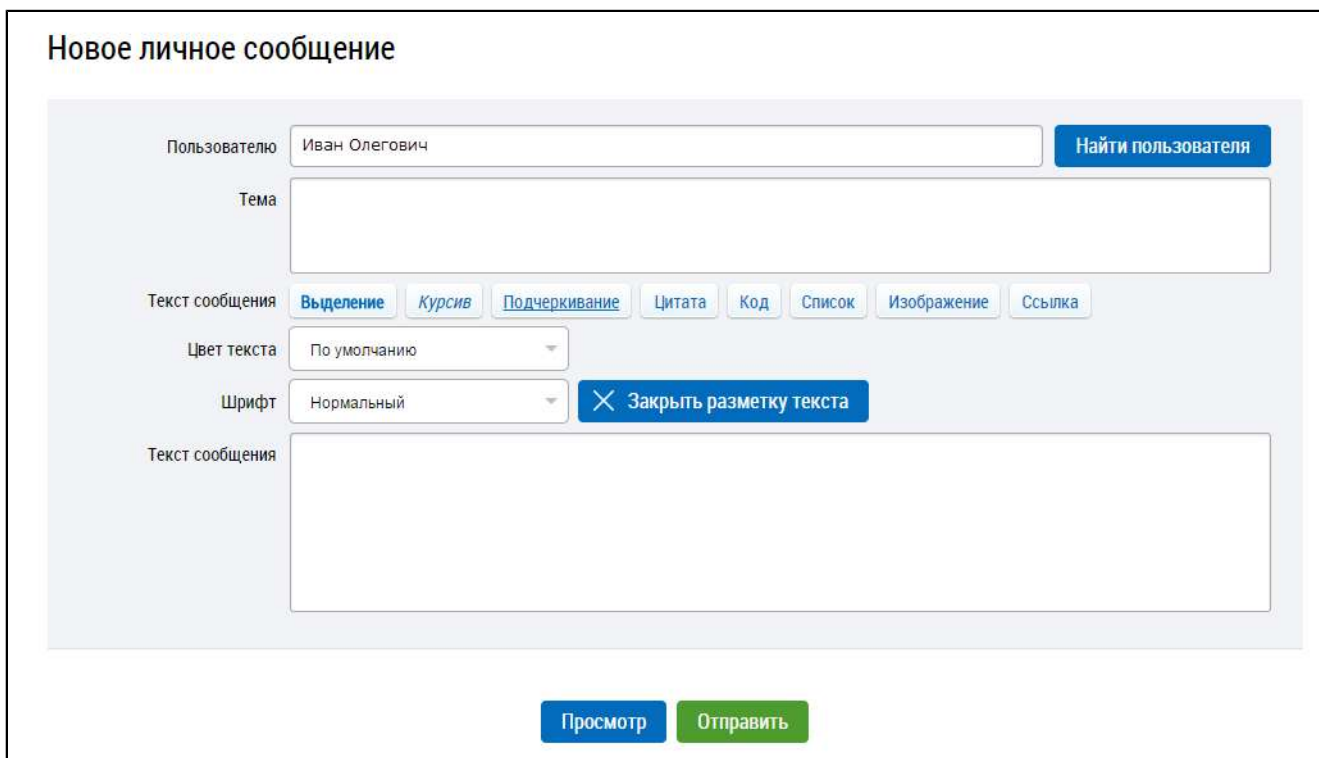 Новое личное сообщение
Пользователю Иван Олегович Найти пользователя
Тема
Текст сообщения Выделение Курсив Подчеркивание Цитата Код Список Изображение Ссылка
Цвет текста По умолчанию
Шрифт Нормальный Закрыть разметку текста
Текст сообщения
Просмотр Отправить